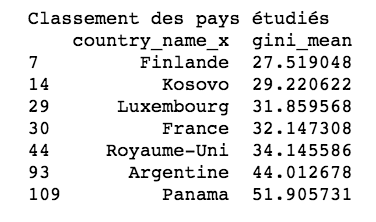 Classement des pays étudiés
country_name_x gini_mean
7 Finlande 27.519048
14 Kosovo 29.220622
29 Luxembourg 31.859568
30 France 32.147308
44 Royaume-Uni 34.145586
93 Argentine 44.012678
109 Panama 51.905731